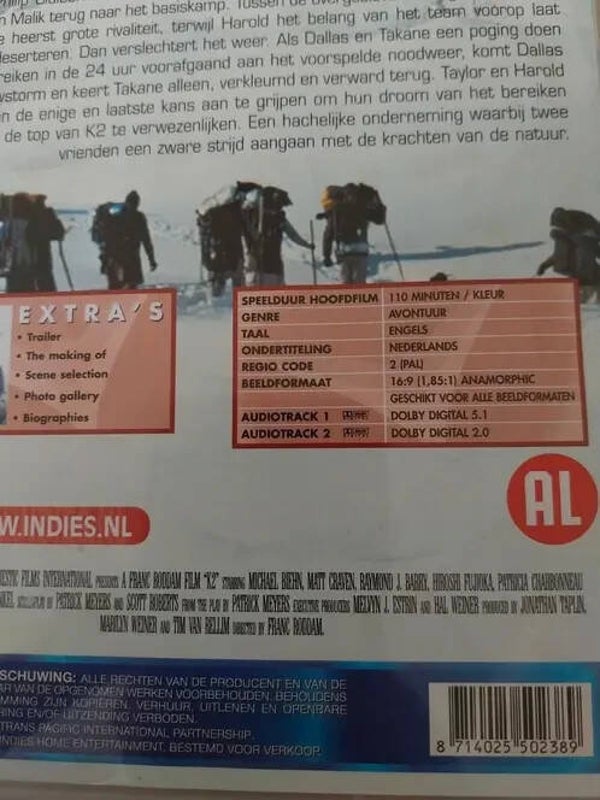 Malik terug naar het basiskamp. Tussen de
heerst grote rivaliteit, terwijl Harold het belang van het team voorop laat
deserteren. Dan verslechtert het weer. Als Dallas en Takane een poging doen
reiken in de 24 uur voorafgaand aan het voorspelde noodweer, komt Dallas
wstorm en keert Takane alleen, verkleumd en verward terug. Taylor en Harold
n de enige en laatste kans aan te grijpen om hun droom van het bereiken
de top van K2 te verwezenlijken. Een hachelijke onderneming waarbij twee
vrienden een zware strijd aangaan met de krachten van de natuur.
EXTRA'S
• Trailer
• The making of
• Scene selection
• Photo gallery
• Biographies
SPEELDUUR HOOFDFILM 110 MINUTEN / KLEUR
GENRE AVONTUUR
TAAL ENGELS
ONDERTITELING NEDERLANDS
REGIO CODE 2 (PAL)
BEELDFORMAAT 16:9 (1,85:1) ANAMORPHIC
GESCHIKT VOOR ALLE BEELDFORMATEN
AUDIOTRACK 1 DOLBY DIGITAL 5.1
AUDIOTRACK 2 DOLBY DIGITAL 2.0
AL
W.INDIES.NL
ESTIC FILMS INTERNATIONAL PRESENTS A FRANC RODDAM FILM "K2" STARRING MICHAEL BIEHN, MATT CRAVEN, RAYMOND J. BARRY, HIROSHI FUJIOKA, PATRICIA CHARBONNEAU
SCREENPLAY BY PATRICK MEYERS AND SCOTT ROBERTS FROM THE PLAY BY PATRICK MEYERS EXECUTIVE PRODUCERS MELVYN J. ESTRIN AND HAL WEINER PRODUCED BY JONATHAN TAPLIN,
MARILYN WEINER AND TIM VAN RELLIM DIRECTED BY FRANC RODDAM.
SCHUWING: ALLE RECHTEN VAN DE PRODUCENT EN VAN DE
AR VAN DE OPGENOMEN WERKEN VOORBEHOUDEN. BEHOUDENS
MMING ZIJN KOPIËREN, VERHUUR, UITLENEN EN OPENBARE
RING EN/OF UITZENDING VERBODEN.
TRANS PACIFIC INTERNATIONAL PARTNERSHIP.
INDIES HOME ENTERTAINMENT. BESTEMD VOOR VERKOOP.
8 714025 502389